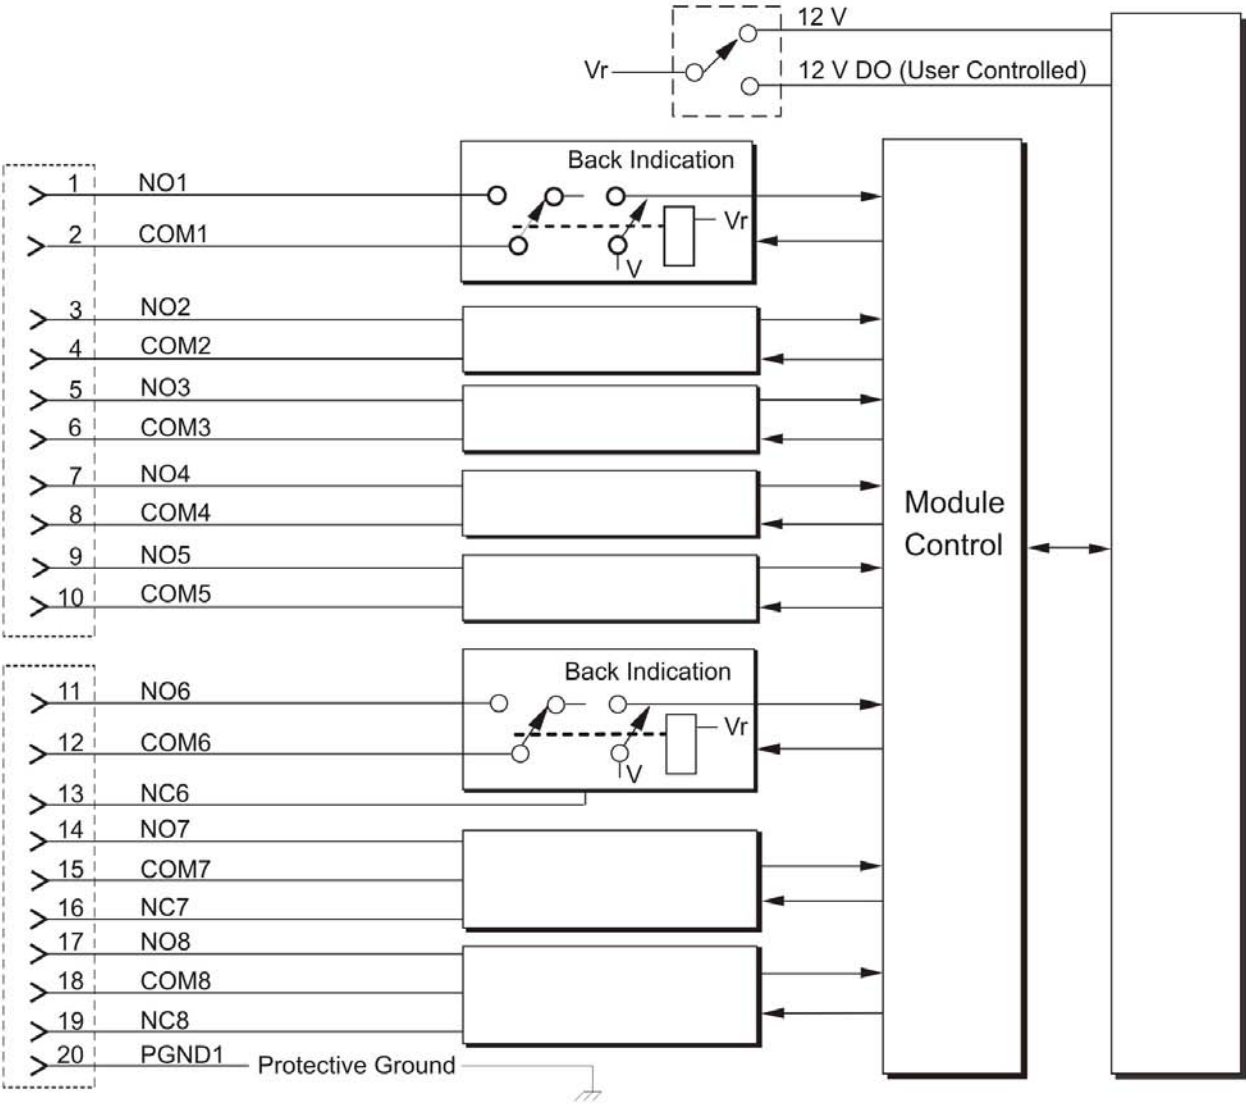 12 V
Vr
12 V DO (User Controlled)
Back Indication
1 NO1
Vr
2 COM1
V
3 NO2
4 COM2
5 NO3
6 COM3
7 NO4
8 COM4
Module
Control
9 NO5
10 COM5
Back Indication
11 NO6
Vr
12 COM6
V
13 NC6
14 NO7
15 COM7
16 NC7
17 NO8
18 COM8
19 NC8
20 PGND1 Protective Ground